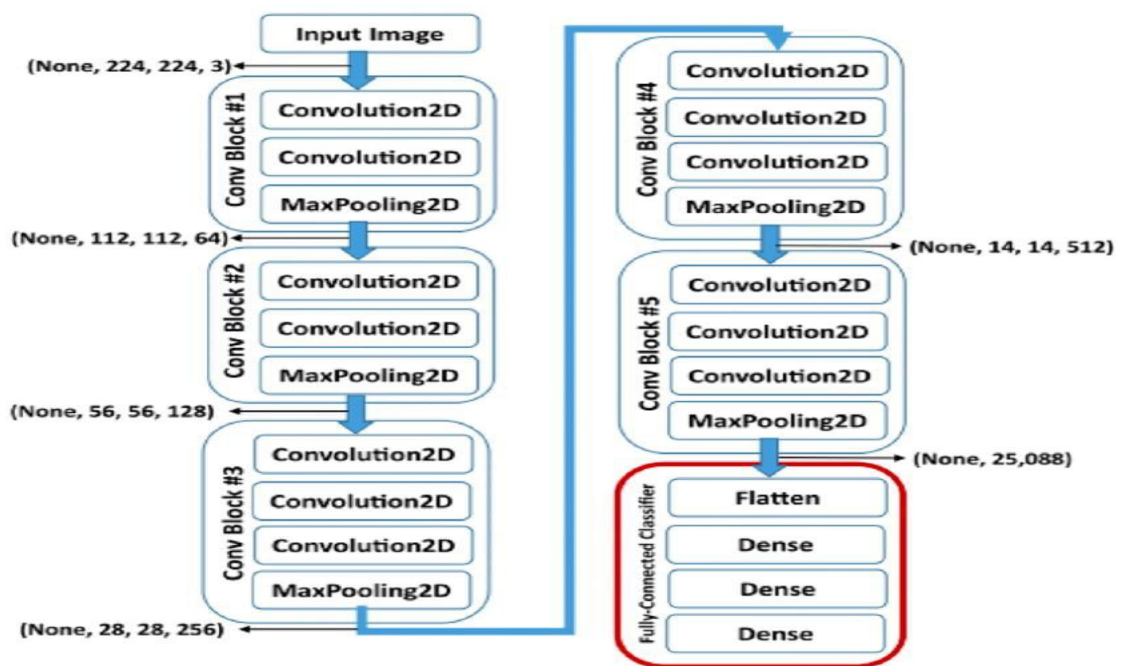 Input Image
(None, 224, 224, 3)
Conv Block #1
Convolution2D
Convolution2D
MaxPooling2D
(None, 112, 112, 64)
Conv Block #2
Convolution2D
Convolution2D
MaxPooling2D
(None, 56, 56, 128)
Conv Block #3
Convolution2D
Convolution2D
Convolution2D
MaxPooling2D
(None, 28, 28, 256)
Conv Block #4
Convolution2D
Convolution2D
Convolution2D
MaxPooling2D
(None, 14, 14, 512)
Conv Block #5
Convolution2D
Convolution2D
Convolution2D
MaxPooling2D
(None, 25,088)
Fully-Connected Classifier
Flatten
Dense
Dense
Dense